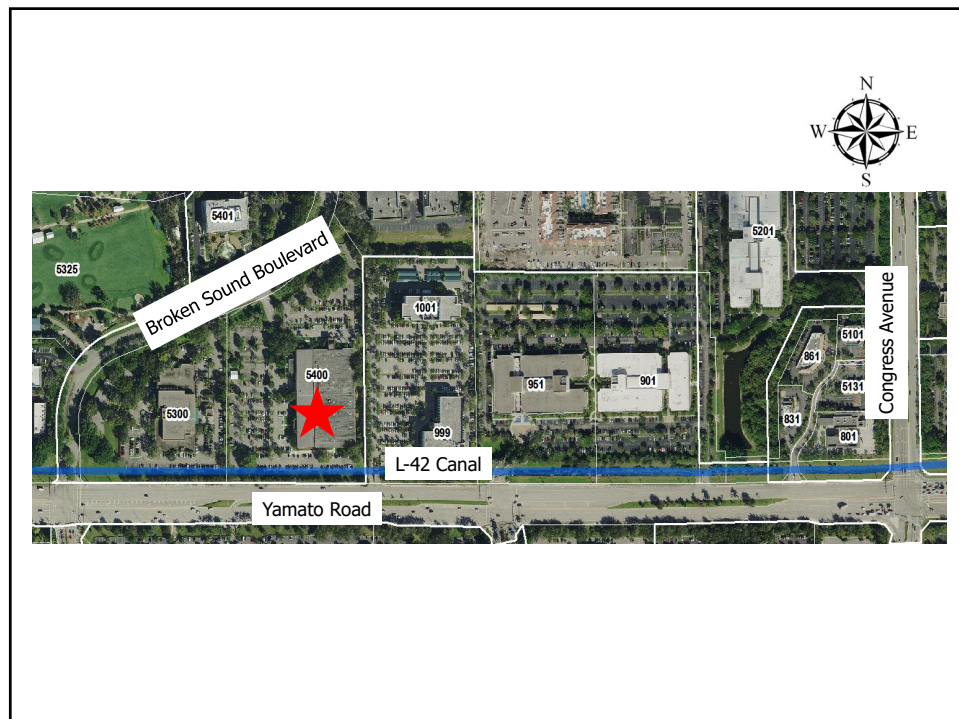 N
W E
S
5401
5325
Broken Sound Boulevard
5201
1001
5101
861
5400
951
901
5131
Congress Avenue
5300
831
999
801
L-42 Canal
Yamato Road